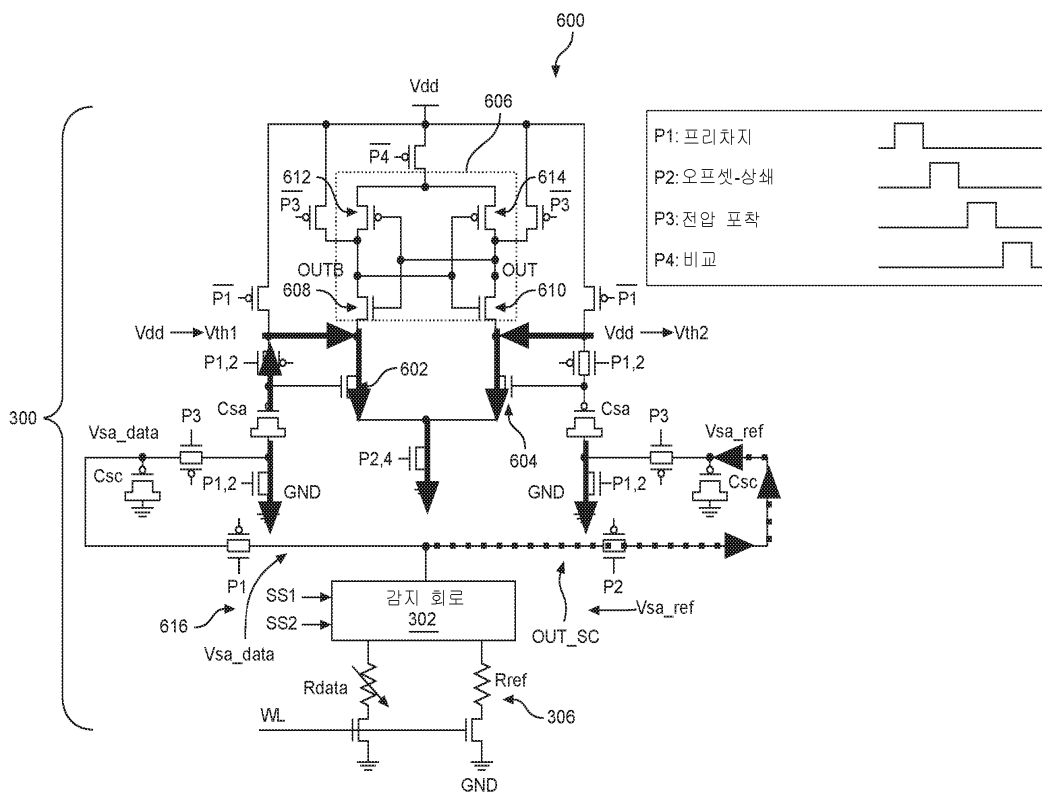 600
Vdd
606
P4
612
614
P3
P3
OUTB
OUT
608
610
P1
P1
Vdd → Vth1
Vdd → Vth2
P1,2
P1,2
602
300
Csa
Csa
604
P3
P3
Vsa_data
Vsa_ref
P2,4
Csc
P1,2
GND
GND
P1,2
Csc
P1
P2
616
SS1
SS2
감지 회로
302
OUT_SC
Vsa_ref
Vsa_data
Rdata
Rref
306
WL
GND
P1: 프리차지
P2: 오프셋-상쇄
P3: 전압 포착
P4: 비교